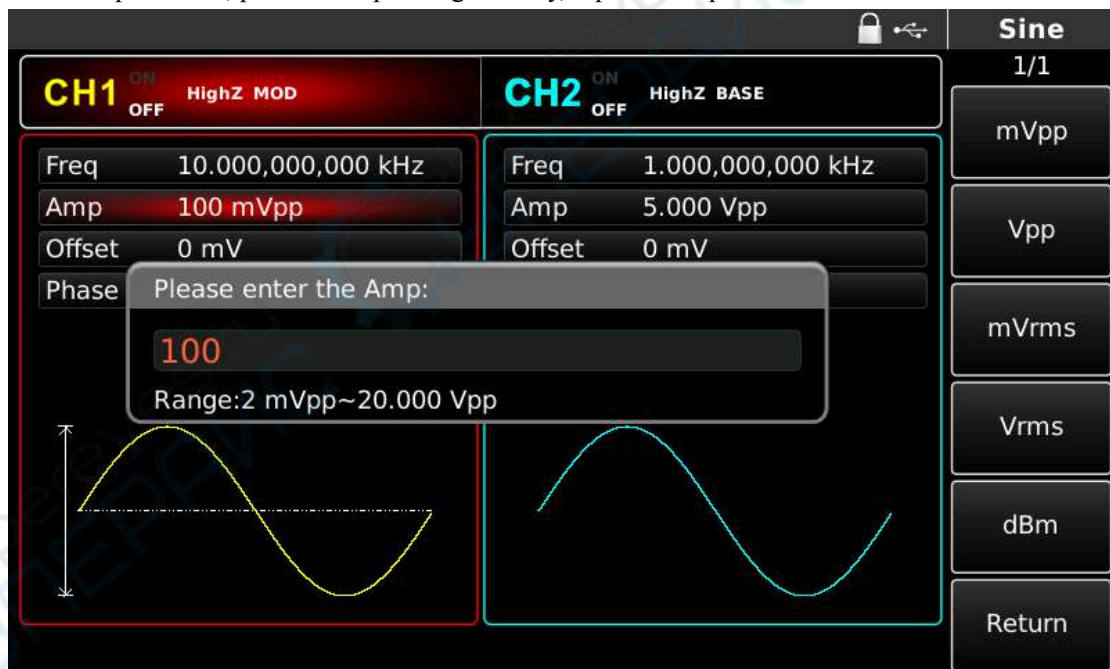 Sine
1/1
CH1 ON OFF HighZ MOD
CH2 ON OFF HighZ BASE
Freq 10.000,000,000 kHz
Amp 100 mVpp
Offset 0 mV
Phase
Freq 1.000,000,000 kHz
Amp 5.000 Vpp
Offset 0 mV
Please enter the Amp:
100
Range:2 mVpp~20.000 Vpp
mVpp
Vpp
mVrms
Vrms
dBm
Return